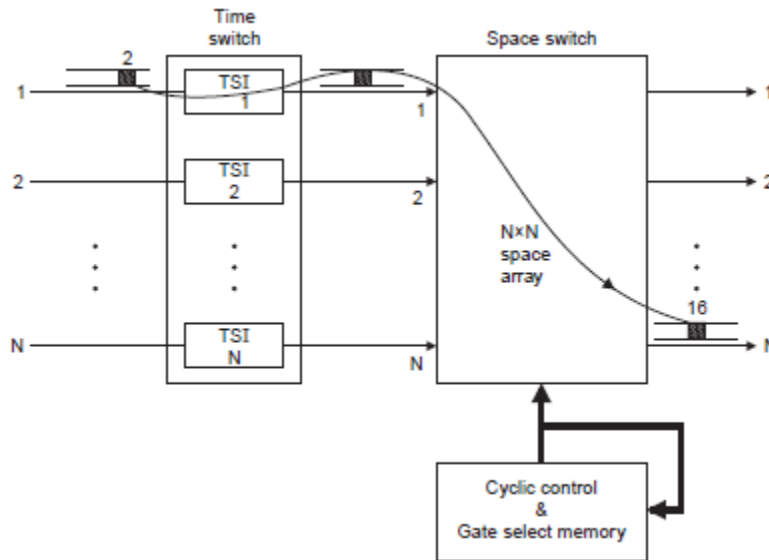 Time
switch
Space switch
2
TSI
1
1
1
1
TSI
2
2
2
2
N×N
space
array
16
TSI
N
N
N
N
Cyclic control
&
Gate select memory